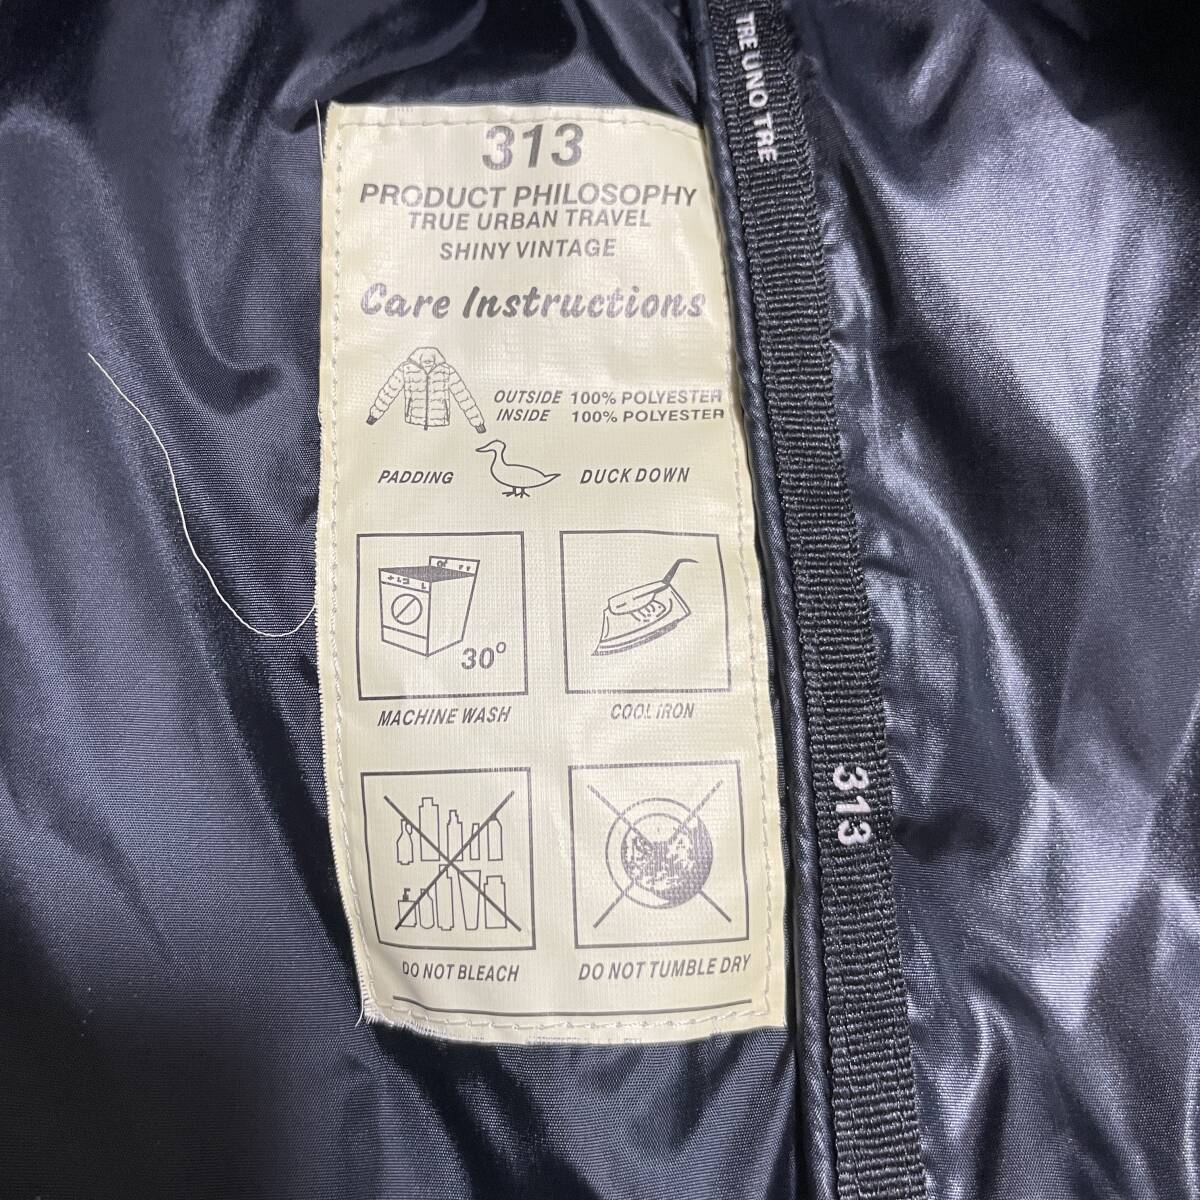 313
PRODUCT PHILOSOPHY
TRUE URBAN TRAVEL
SHINY VINTAGE
Care Instructions
OUTSIDE 100% POLYESTER
INSIDE 100% POLYESTER
PADDING DUCK DOWN
30°
MACHINE WASH
COOL IRON
DO NOT BLEACH
DO NOT TUMBLE DRY
TRE UNO TRE
313